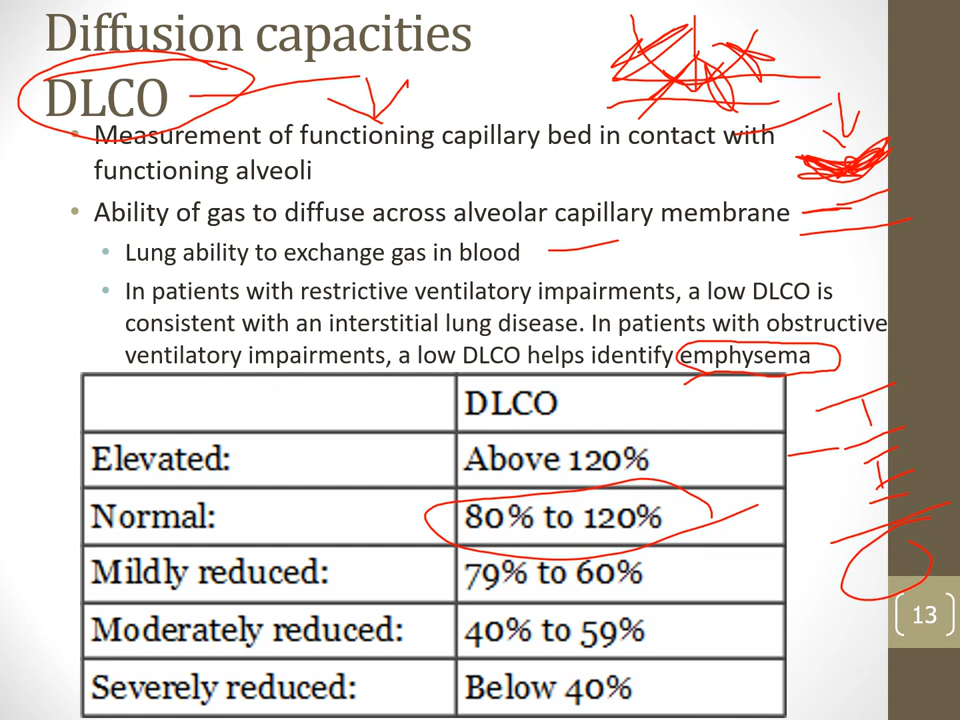 Diffusion capacities
DLCO
• Measurement of functioning capillary bed in contact with
functioning alveoli
• Ability of gas to diffuse across alveolar capillary membrane
• Lung ability to exchange gas in blood
• In patients with restrictive ventilatory impairments, a low DLCO is
consistent with an interstitial lung disease. In patients with obstructive
ventilatory impairments, a low DLCO helps identify emphysema
DLCO
Elevated: Above 120%
Normal: 80% to 120%
Mildly reduced: 79% to 60%
Moderately reduced: 40% to 59%
Severely reduced: Below 40%
13